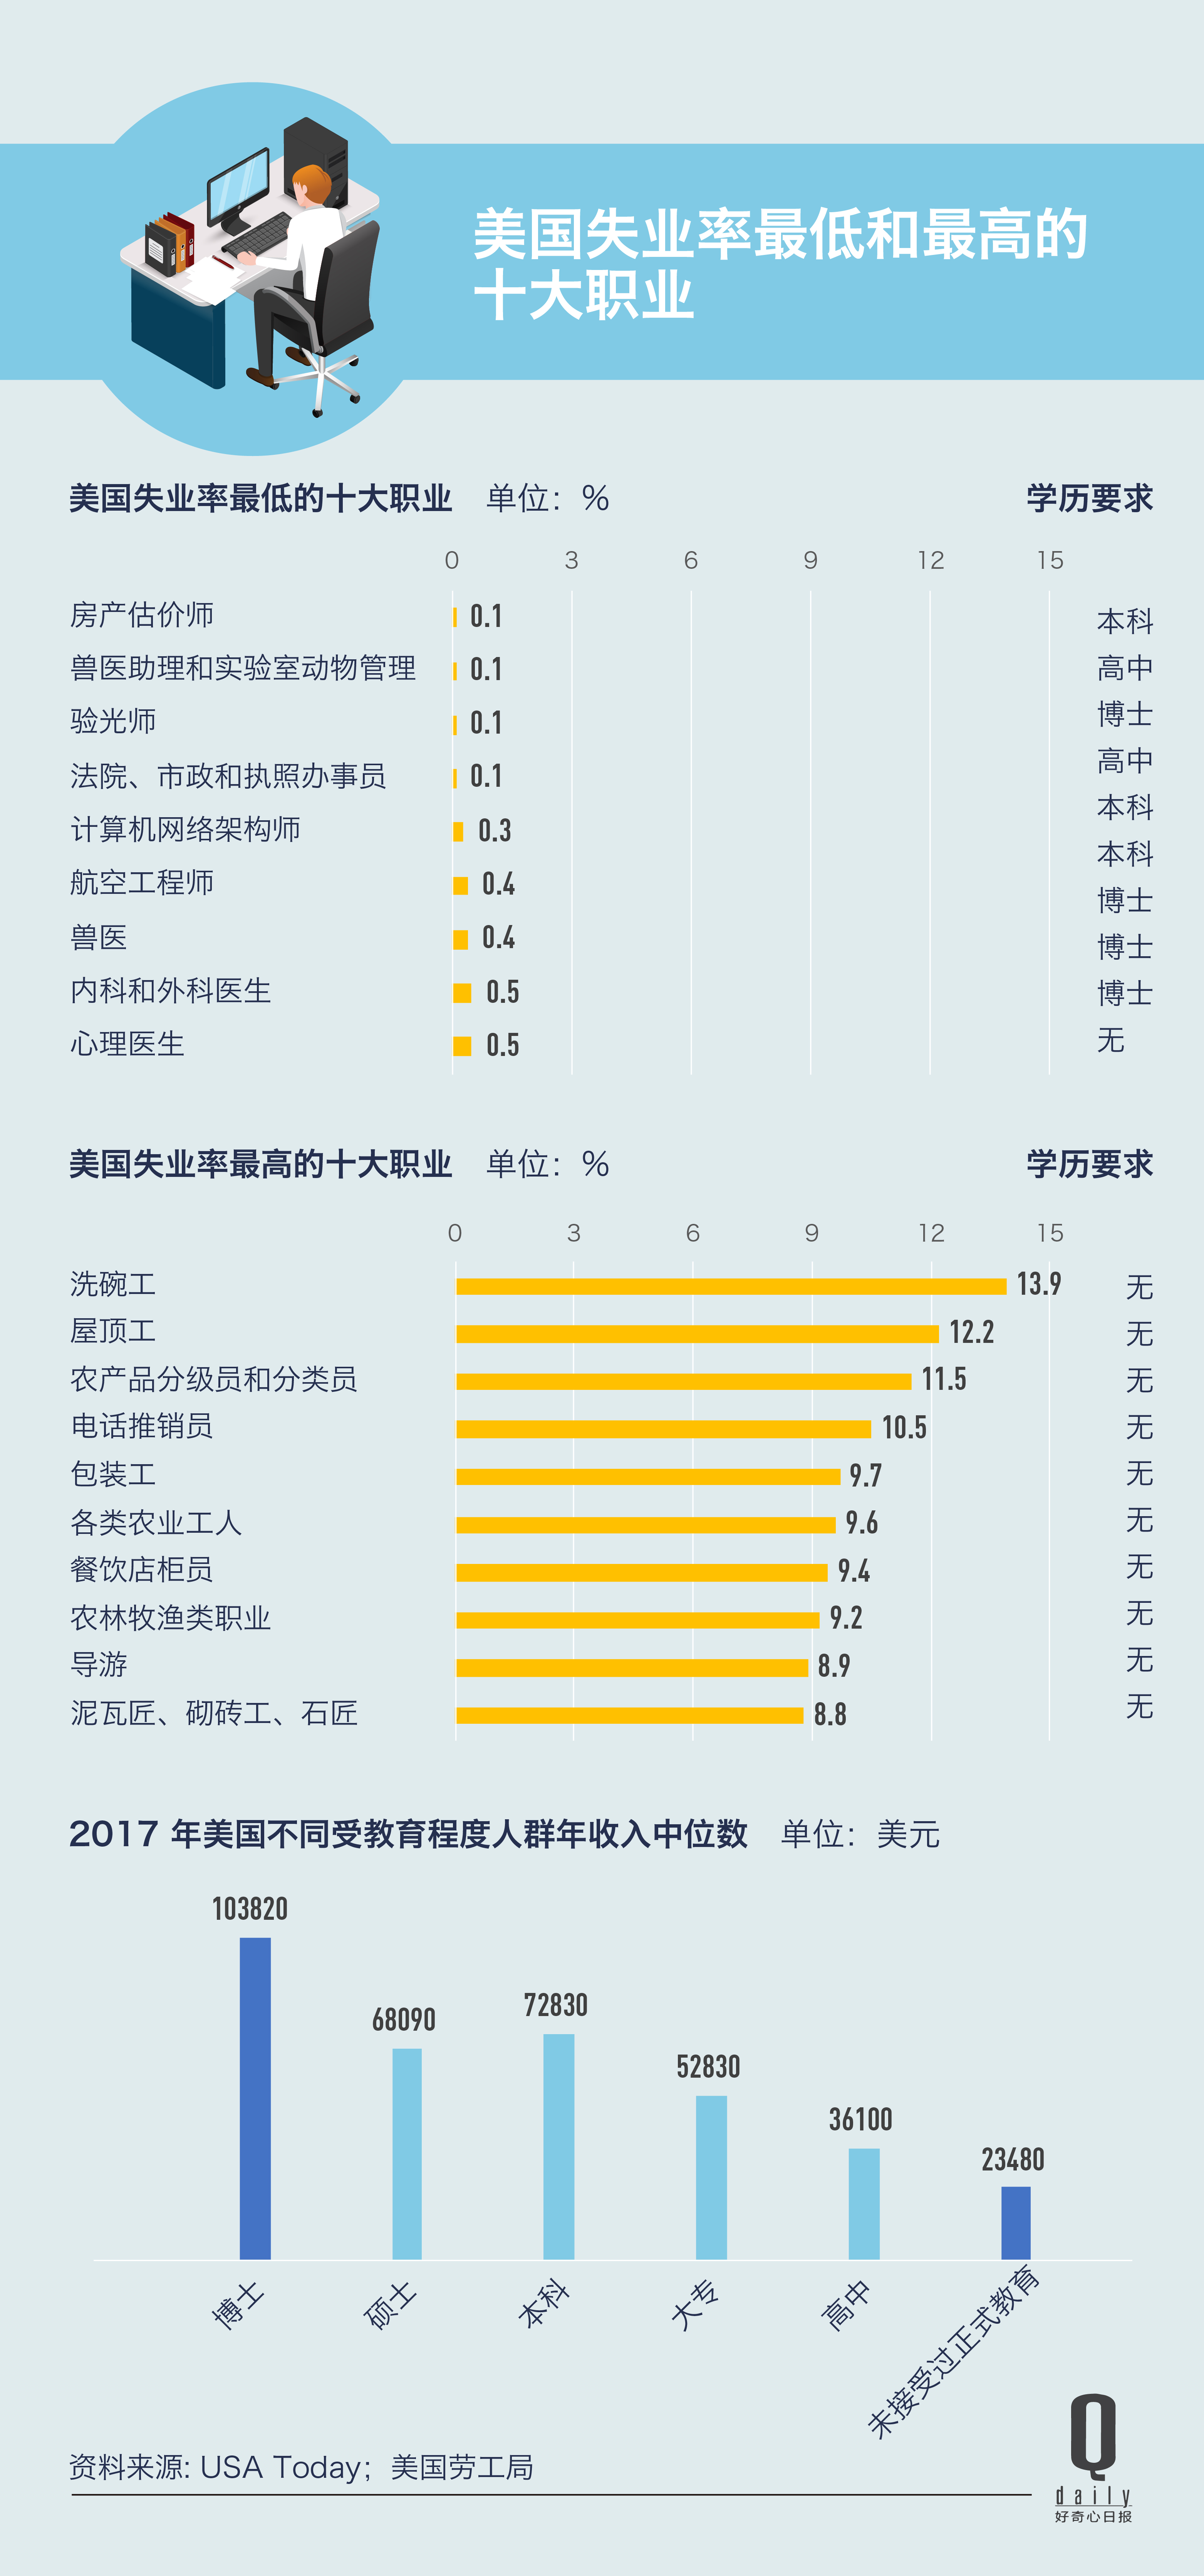 美国失业率最低和最高的
十大职业
美国失业率最低的十大职业 单位：% 学历要求
0 3 6 9 12 15
房产估价师 0.1 本科
兽医助理和实验室动物管理 0.1 高中
验光师 0.1 博士
法院、市政和执照办事员 0.1 高中
计算机网络架构师 0.3 本科
航空工程师 0.4 本科
兽医 0.4 博士
内科和外科医生 0.5 博士
心理医生 0.5 博士
无
美国失业率最高的十大职业 单位：% 学历要求
0 3 6 9 12 15
洗碗工 13.9 无
屋顶工 12.2 无
农产品分级员和分类员 11.5 无
电话推销员 10.5 无
包装工 9.7 无
各类农业工人 9.6 无
餐饮店柜员 9.4 无
农林牧渔类职业 9.2 无
导游 8.9 无
泥瓦匠、砌砖工、石匠 8.8 无
2017 年美国不同受教育程度人群年收入中位数 单位：美元
103820
68090
72830
52830
36100
23480
博士
硕士
本科
大专
高中
未接受过正式教育
资料来源: USA Today；美国劳工局
Q
daily
好奇心日报